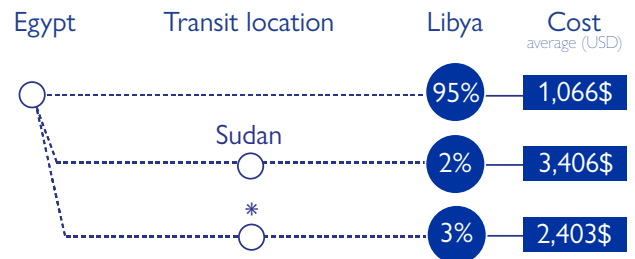 Egypt Transit location Libya Cost
average (USD)
95% 1,066$
Sudan
2% 3,406$
*
3% 2,403$